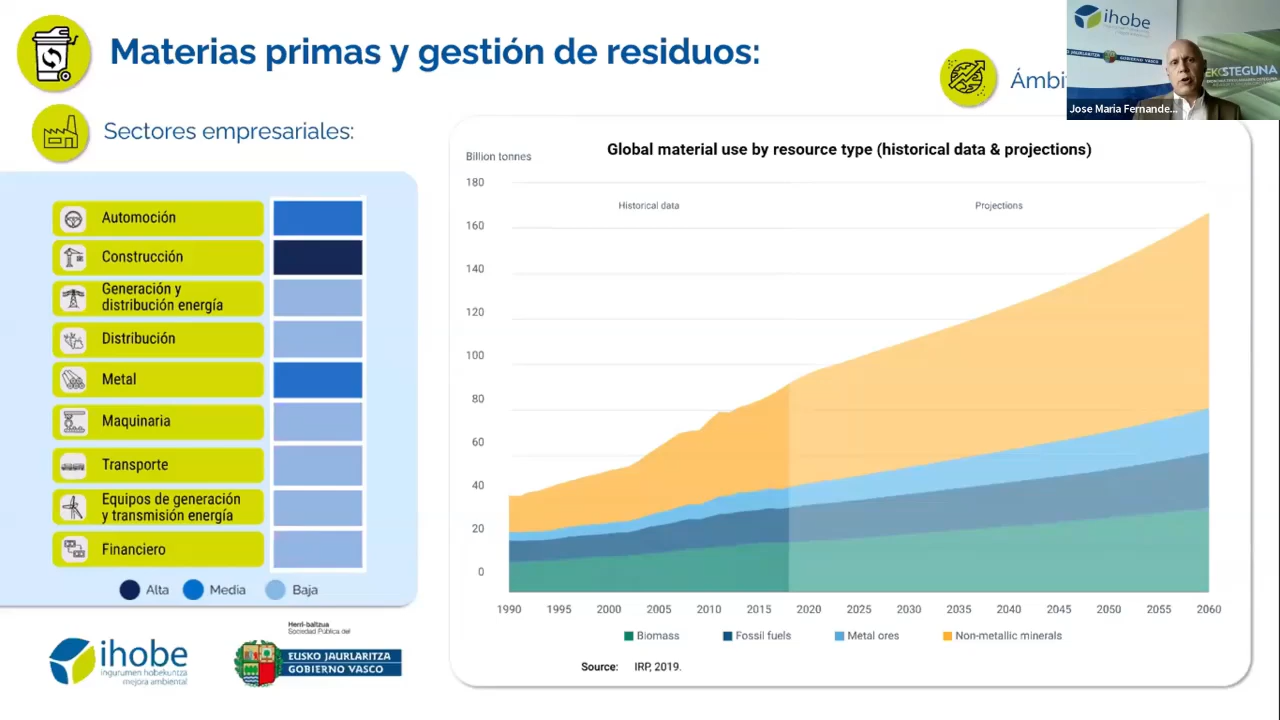 Materias primas y gestión de residuos:
Sectores empresariales:
Automoción
Construcción
Generación y
distribución energía
Distribución
Metal
Maquinaria
Transporte
Equipos de generación
y transmisión energía
Financiero
Alta Media Baja
ihobe
ingurumen hobekuntza
mejora ambiental
Herri-baltzua
Sociedad Pública del
EUSKO JAURLARITZA
GOBIERNO VASCO
Ámbi
ihobe
EUSKO JAURLARITZA
GOBIERNO VASCO
EKOSTEGUNA
Jose Maria Fernande...
Global material use by resource type (historical data & projections)
Billion tonnes
Historical data Projections
180
160
140
120
100
80
60
40
20
0
1990 1995 2000 2005 2010 2015 2020 2025 2030 2035 2040 2045 2050 2055 2060
Biomass Fossil fuels Metal ores Non-metallic minerals
Source: IRP, 2019.